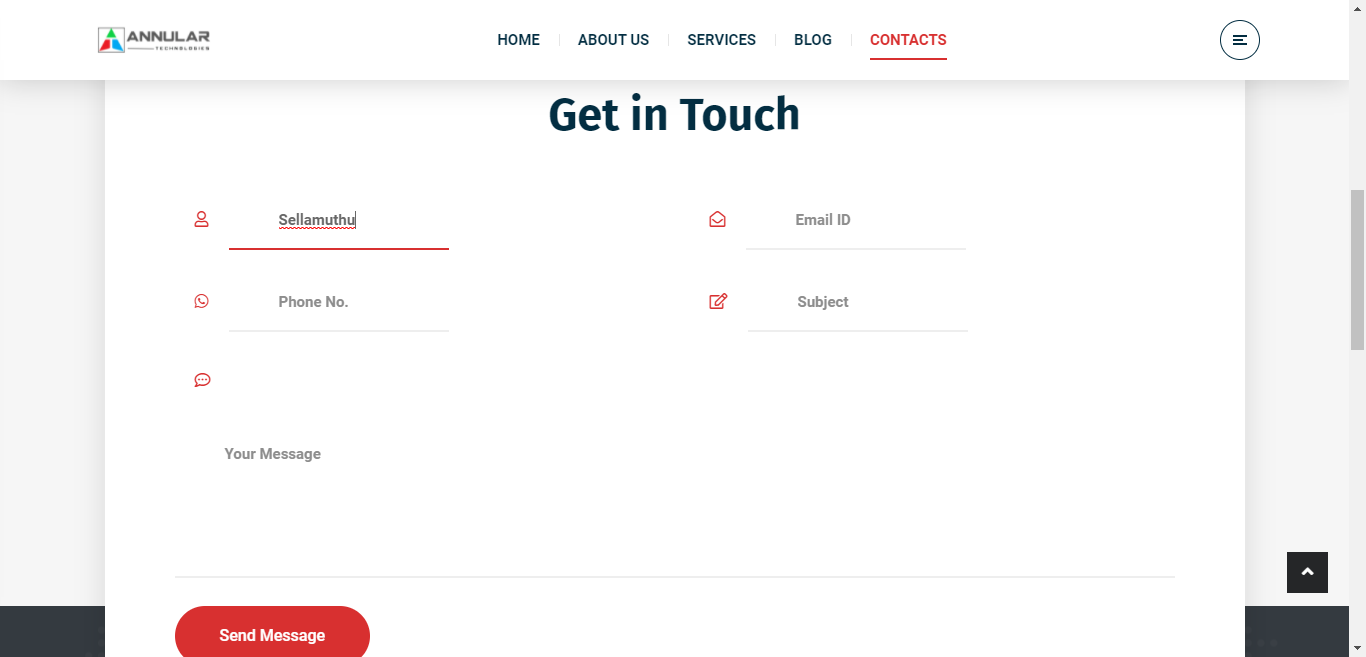 ANNULAR
TECHNOLOGIES
HOME ABOUT US SERVICES BLOG CONTACTS
Get in Touch
Sellamuthu Email ID
Phone No. Subject
Your Message
Send Message